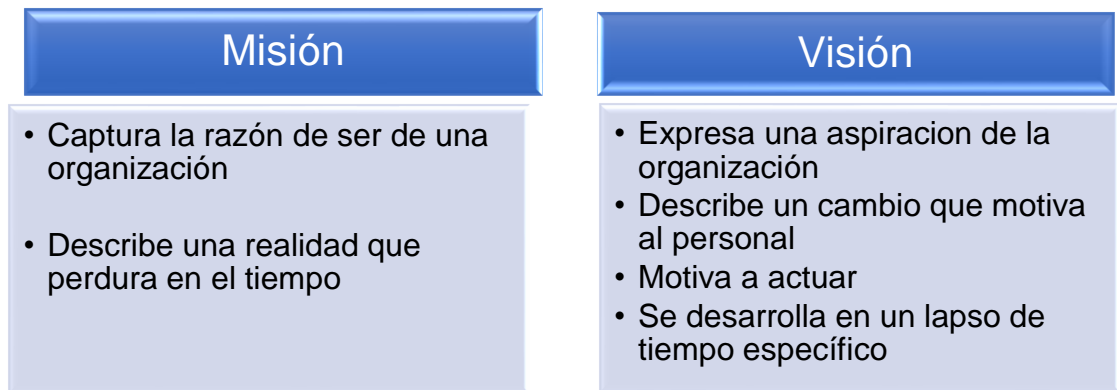 Misión
• Captura la razón de ser de una
organización
• Describe una realidad que
perdura en el tiempo
Visión
• Expresa una aspiracion de la
organización
• Describe un cambio que motiva
al personal
• Motiva a actuar
• Se desarrolla en un lapso de
tiempo específico